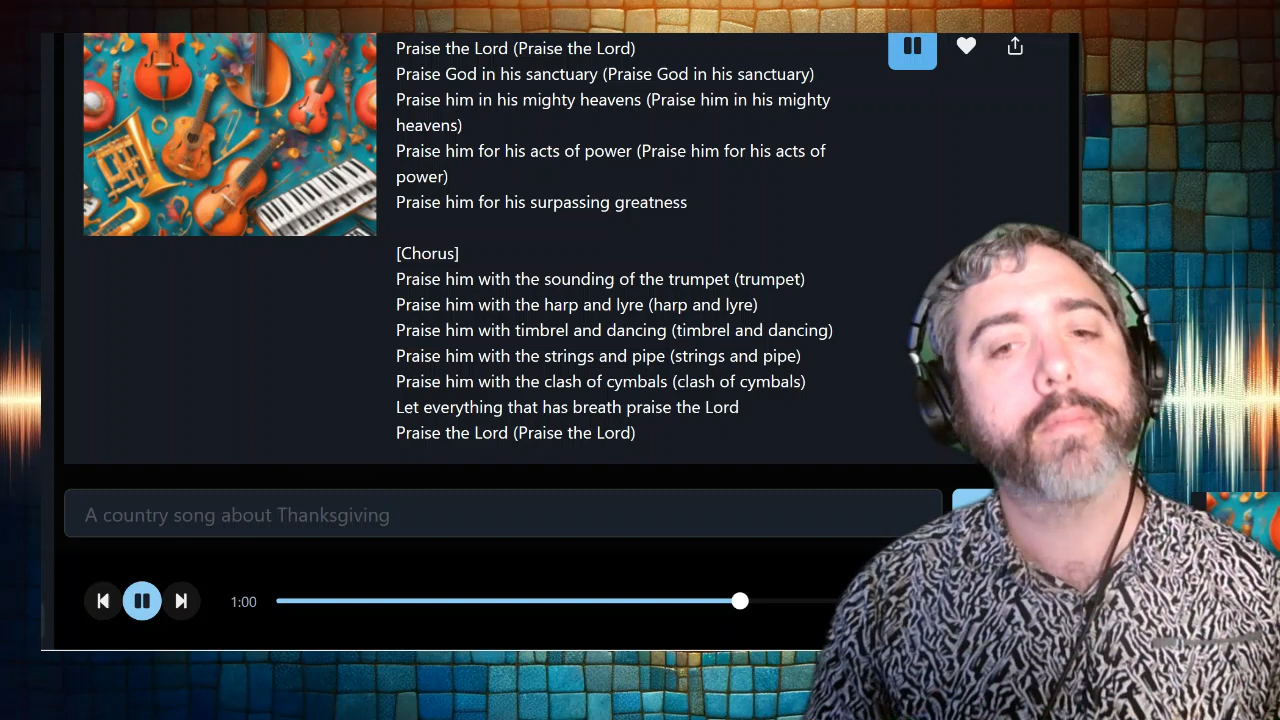 Praise the Lord (Praise the Lord)
Praise God in his sanctuary (Praise God in his sanctuary)
Praise him in his mighty heavens (Praise him in his mighty
heavens)
Praise him for his acts of power (Praise him for his acts of
power)
Praise him for his surpassing greatness
[Chorus]
Praise him with the sounding of the trumpet (trumpet)
Praise him with the harp and lyre (harp and lyre)
Praise him with timbrel and dancing (timbrel and dancing)
Praise him with the strings and pipe (strings and pipe)
Praise him with the clash of cymbals (clash of cymbals)
Let everything that has breath praise the Lord
Praise the Lord (Praise the Lord)
A country song about Thanksgiving
1:00